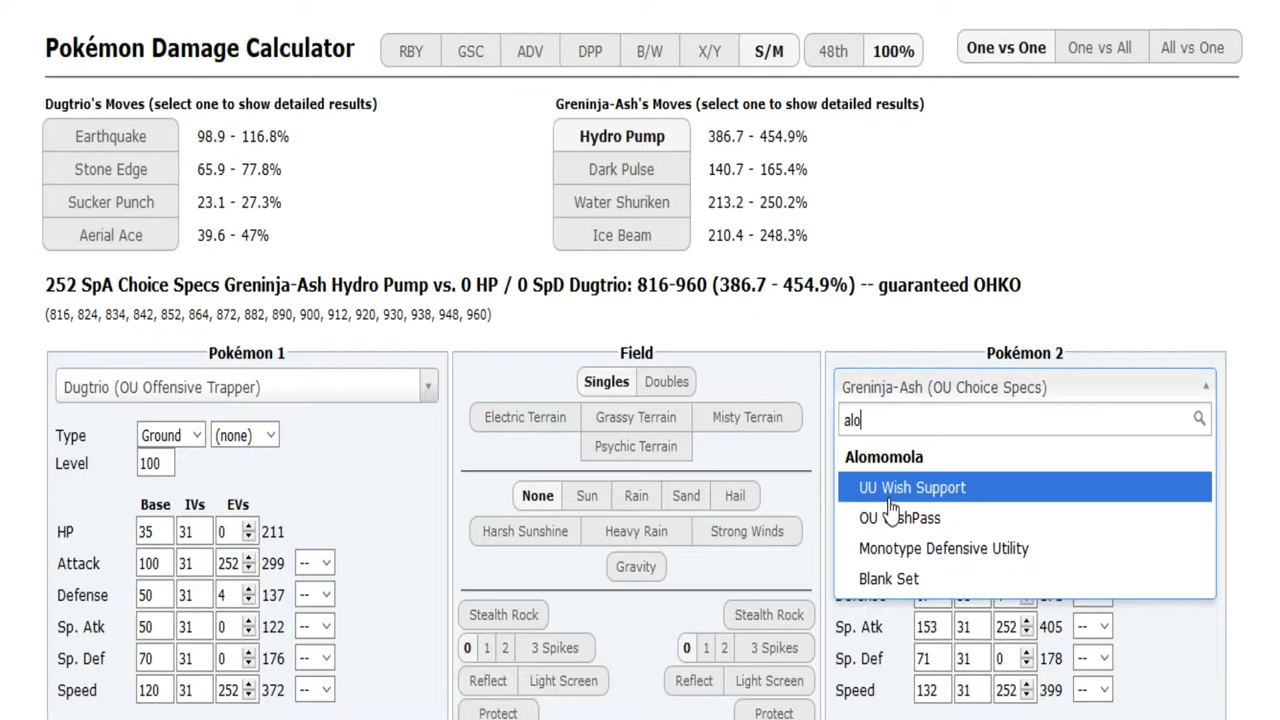 Pokémon Damage Calculator
RBY GSC ADV DPP B/W X/Y S/M 48th 100% One vs One One vs All All vs One
Dugtrio's Moves (select one to show detailed results)
Earthquake 98.9 - 116.8%
Stone Edge 65.9 - 77.8%
Sucker Punch 23.1 - 27.3%
Aerial Ace 39.6 - 47%
Greninja-Ash's Moves (select one to show detailed results)
Hydro Pump 386.7 - 454.9%
Dark Pulse 140.7 - 165.4%
Water Shuriken 213.2 - 250.2%
Ice Beam 210.4 - 248.3%
252 SpA Choice Specs Greninja-Ash Hydro Pump vs. 0 HP / 0 SpD Dugtrio: 816-960 (386.7 - 454.9%) -- guaranteed OHKO
(816, 824, 834, 842, 852, 864, 872, 882, 890, 900, 912, 920, 930, 938, 948, 960)
Pokémon 1
Dugtrio (OU Offensive Trapper)
Type Ground (none)
Level 100
Base IVs EVs
HP 35 31 0 211
Attack 100 31 252 299 --
Defense 50 31 4 137 --
Sp. Atk 50 31 0 122 --
Sp. Def 70 31 0 176 --
Speed 120 31 252 372 --
Field
Singles Doubles
Electric Terrain Grassy Terrain Misty Terrain
Psychic Terrain
None Sun Rain Sand Hail
Harsh Sunshine Heavy Rain Strong Winds
Gravity
Stealth Rock Stealth Rock
0 1 2 3 Spikes 0 1 2 3 Spikes
Reflect Light Screen Reflect Light Screen
Protect Protect
Pokémon 2
Greninja-Ash (OU Choice Specs)
alo
Alomomola
UU Wish Support
OU
Monotype Defensive Utility
Blank Set
Sp. Atk 153 31 252 405 --
Sp. Def 71 31 0 178 --
Speed 132 31 252 399 --